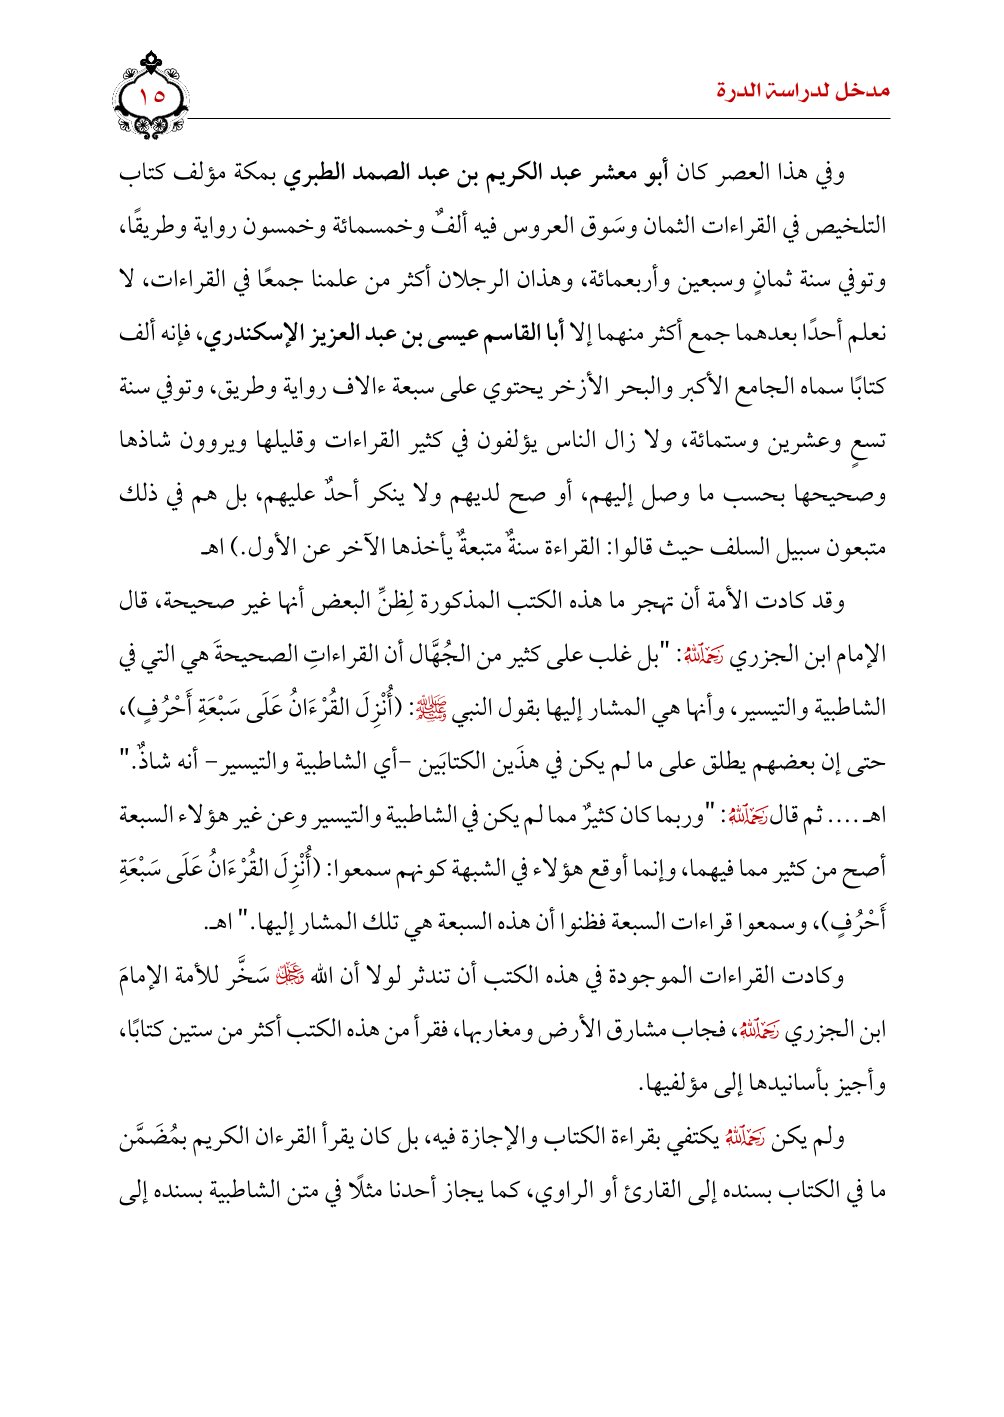 مدخل لدراسة الدرة
١٥
وفي هذا العصر كان أبو معشر عبد الكريم بن عبد الصمد الطبري بمكة مؤلف كتاب
التلخيص في القراءات الثمان وسَوق العروس فيه ألفٌ وخمسمائة وخمسون رواية وطريقًا،
وتوفي سنة ثمانٍ وسبعين وأربعمائة، وهذان الرجلان أكثر من علمنا جمعًا في القراءات، لا
نعلم أحدًا بعدهما جمع أكثر منهما إلا أبا القاسم عيسى بن عبد العزيز الإسكندري، فإنه ألف
كتابًا سماه الجامع الأكبر والبحر الأزخر يحتوي على سبعة ءالاف رواية وطريق، وتوفي سنة
تسعٍ وعشرين وستمائة، ولا زال الناس يؤلفون في كثير القراءات وقليلها ويروون شاذها
وصحيحها بحسب ما وصل إليهم، أو صح لديهم ولا ينكر أحدٌ عليهم، بل هم في ذلك
متبعون سبيل السلف حيث قالوا: القراءة سنةٌ متبعةٌ يأخذها الآخر عن الأول.) اهـ
وقد كادت الأمة أن تهجر ما هذه الكتب المذكورة لِظنِّ البعض أنها غير صحيحة، قال
الإمام ابن الجزري رَحِمَهُ ٱللَّهُ: "بل غلب على كثير من الجُهَّال أن القراءاتِ الصحيحةَ هي التي في
الشاطبية والتيسير، وأنها هي المشار إليها بقول النبي ﷺ: (أُنْزِلَ القُرْءَانُ عَلَى سَبْعَةِ أَحْرُفٍ)،
حتى إن بعضهم يطلق على ما لم يكن في هذَين الكتابَين -أي الشاطبية والتيسير- أنه شاذٌ."
اهـ .... ثم قال رَحِمَهُ ٱللَّهُ: "وربما كان كثيرٌ مما لم يكن في الشاطبية والتيسير وعن غير هؤلاء السبعة
أصح من كثير مما فيهما، وإنما أوقع هؤلاء في الشبهة كونهم سمعوا: (أُنْزِلَ القُرْءَانُ عَلَى سَبْعَةِ
أَحْرُفٍ)، وسمعوا قراءات السبعة فظنوا أن هذه السبعة هي تلك المشار إليها." اهـ.
وكادت القراءات الموجودة في هذه الكتب أن تندثر لولا أن الله عَزَّوَجَلَّ سَخَّر للأمة الإمامَ
ابن الجزري رَحِمَهُ ٱللَّهُ، فجاب مشارق الأرض ومغاربها، فقرأ من هذه الكتب أكثر من ستين كتابًا،
وأجيز بأسانيدها إلى مؤلفيها.
ولم يكن رَحِمَهُ ٱللَّهُ يكتفي بقراءة الكتاب والإجازة فيه، بل كان يقرأ القرءان الكريم بمُضَمَّن
ما في الكتاب بسنده إلى القارئ أو الراوي، كما يجاز أحدنا مثلًا في متن الشاطبية بسنده إلى